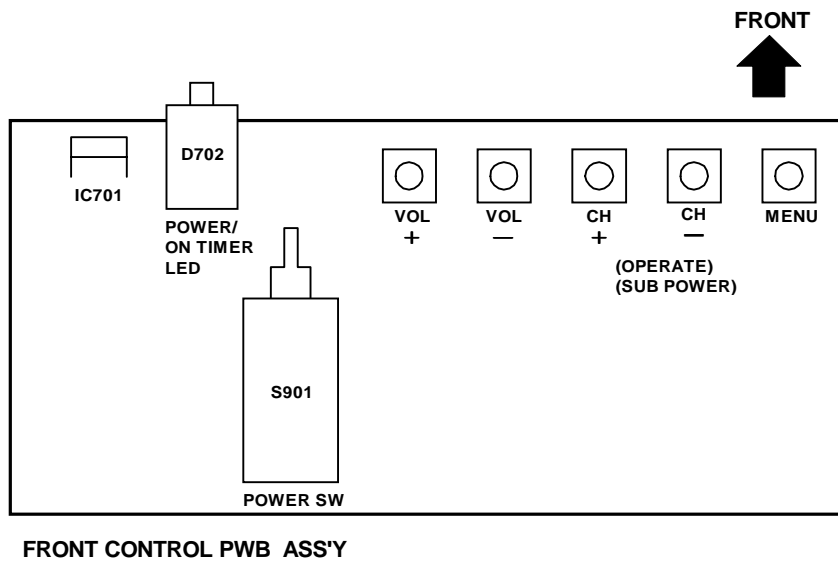 FRONT
D702
IC701
POWER/
ON TIMER
LED
VOL
+
VOL
—
CH
+
CH
—
MENU
(OPERATE)
(SUB POWER)
S901
POWER SW
FRONT CONTROL PWB ASS'Y